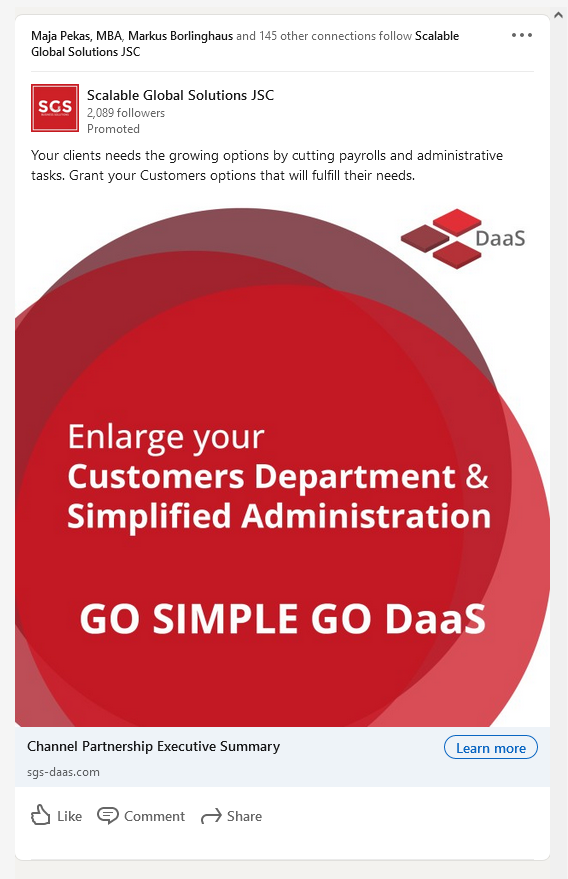 Maja Pekas, MBA, Markus Borlinghaus and 145 other connections follow Scalable
Global Solutions JSC
SGS
Scalable Global Solutions JSC
2,089 followers
Promoted
Your clients needs the growing options by cutting payrolls and administrative
tasks. Grant your Customers options that will fulfill their needs.
DaaS
Enlarge your
Customers Department &
Simplified Administration
GO SIMPLE GO DaaS
Channel Partnership Executive Summary
Learn more
sgs-daas.com
Like Comment Share